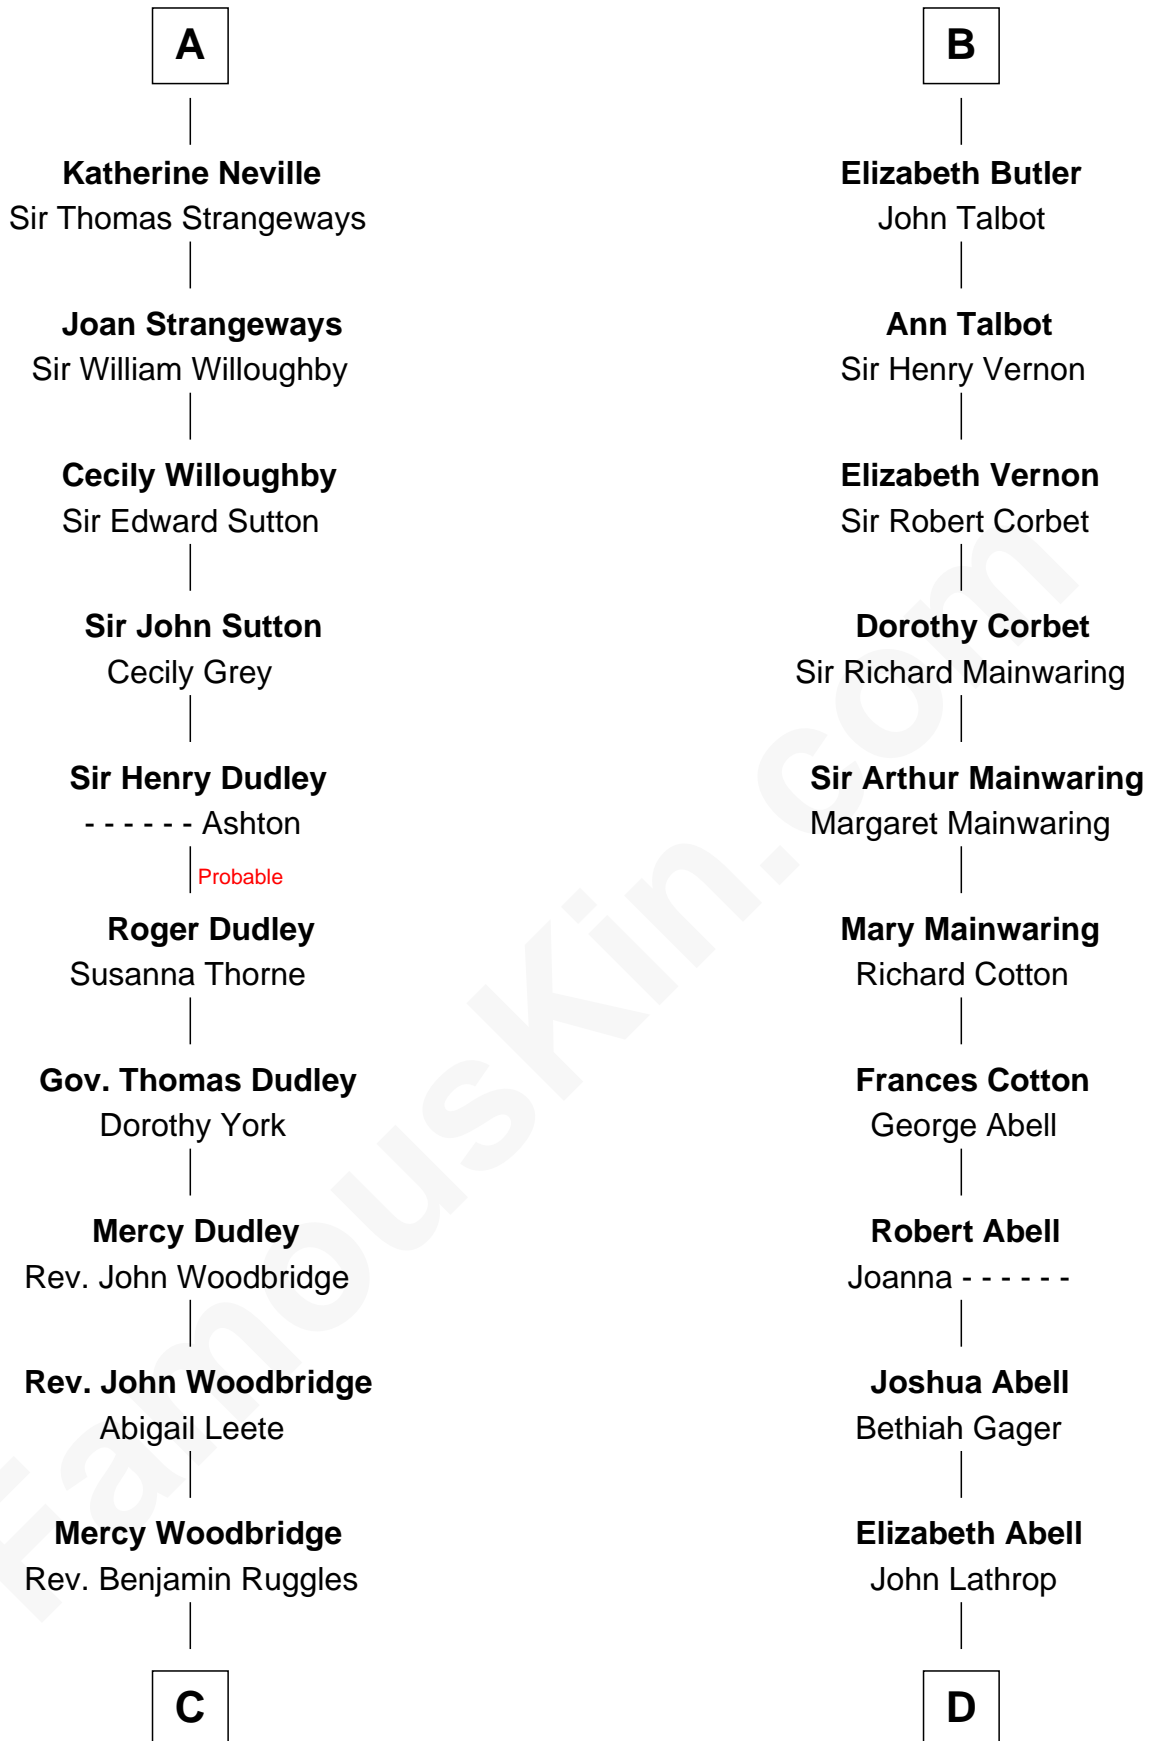 A
Katherine Neville
Sir Thomas Strangeways
Joan Strangeways
Sir William Willoughby
Cecily Willoughby
Sir Edward Sutton
Sir John Sutton
Cecily Grey
Sir Henry Dudley
- - - - - - Ashton
Probable
Roger Dudley
Susanna Thorne
Gov. Thomas Dudley
Dorothy York
Mercy Dudley
Rev. John Woodbridge
Rev. John Woodbridge
Abigail Leete
Mercy Woodbridge
Rev. Benjamin Ruggles
C
B
Elizabeth Butler
John Talbot
Ann Talbot
Sir Henry Vernon
Elizabeth Vernon
Sir Robert Corbet
Dorothy Corbet
Sir Richard Mainwaring
Sir Arthur Mainwaring
Margaret Mainwaring
Mary Mainwaring
Richard Cotton
Frances Cotton
George Abell
Robert Abell
Joanna - - - - - -
Joshua Abell
Bethiah Gager
Elizabeth Abell
John Lathrop
D
FamousKin.com